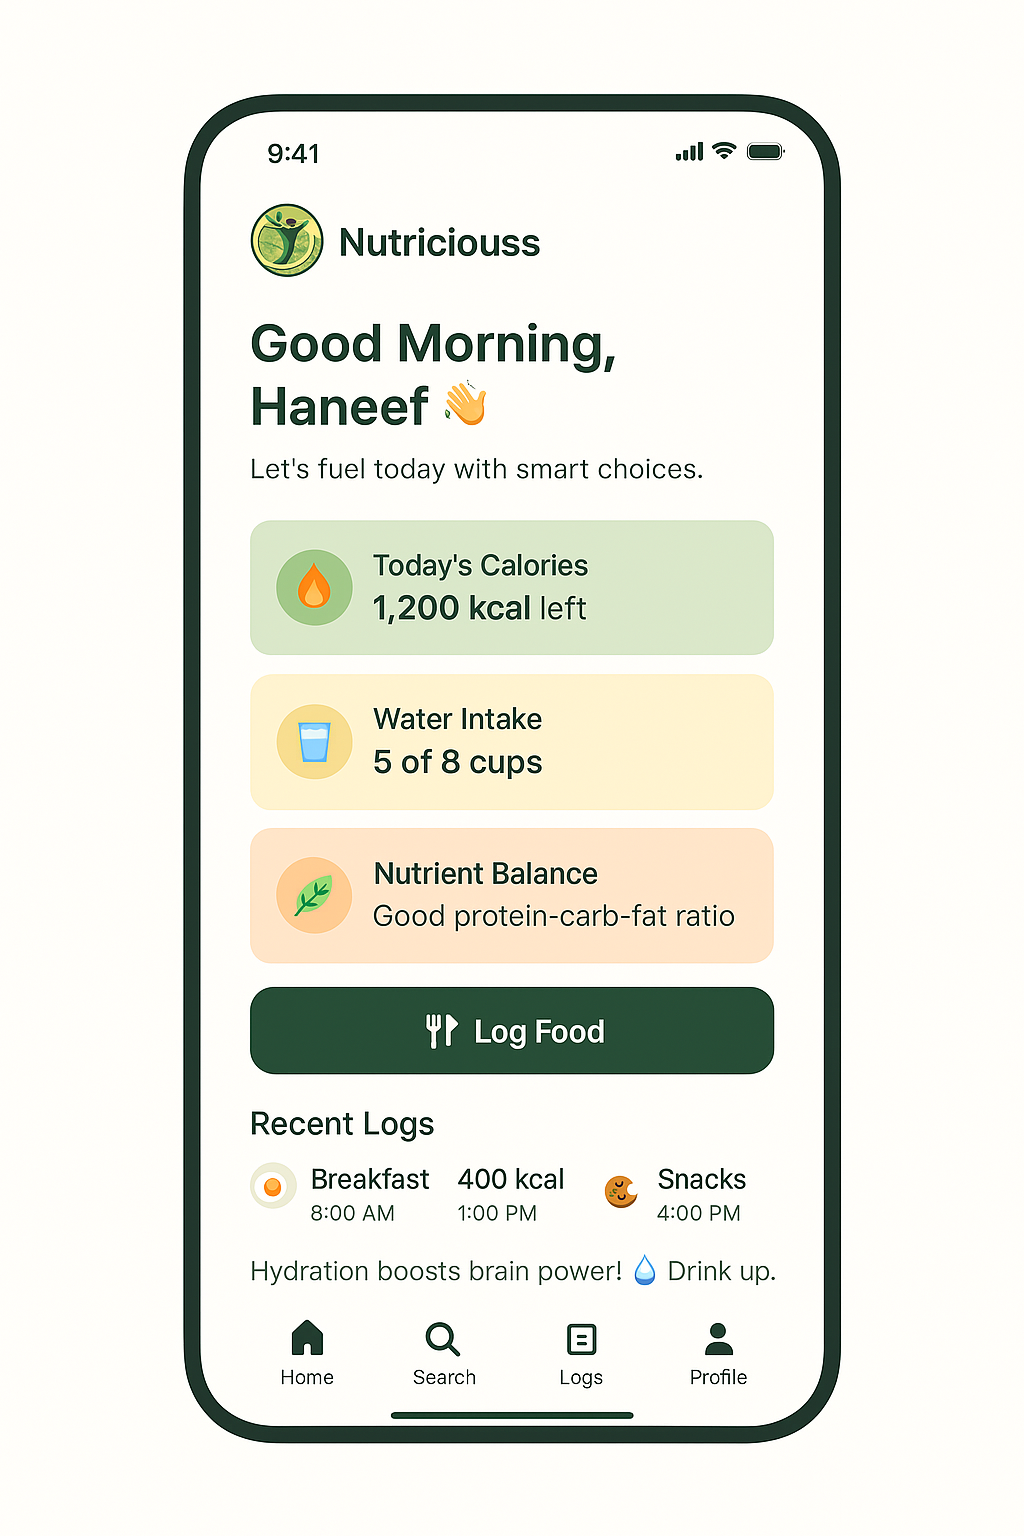 9:41
Nutriciouss
Good Morning,
Haneef 👋
Let's fuel today with smart choices.
Today's Calories
1,200 kcal left
Water Intake
5 of 8 cups
Nutrient Balance
Good protein-carb-fat ratio
Log Food
Recent Logs
Breakfast 400 kcal Snacks
8:00 AM 1:00 PM 4:00 PM
Hydration boosts brain power! 💧 Drink up.
Home Search Logs Profile